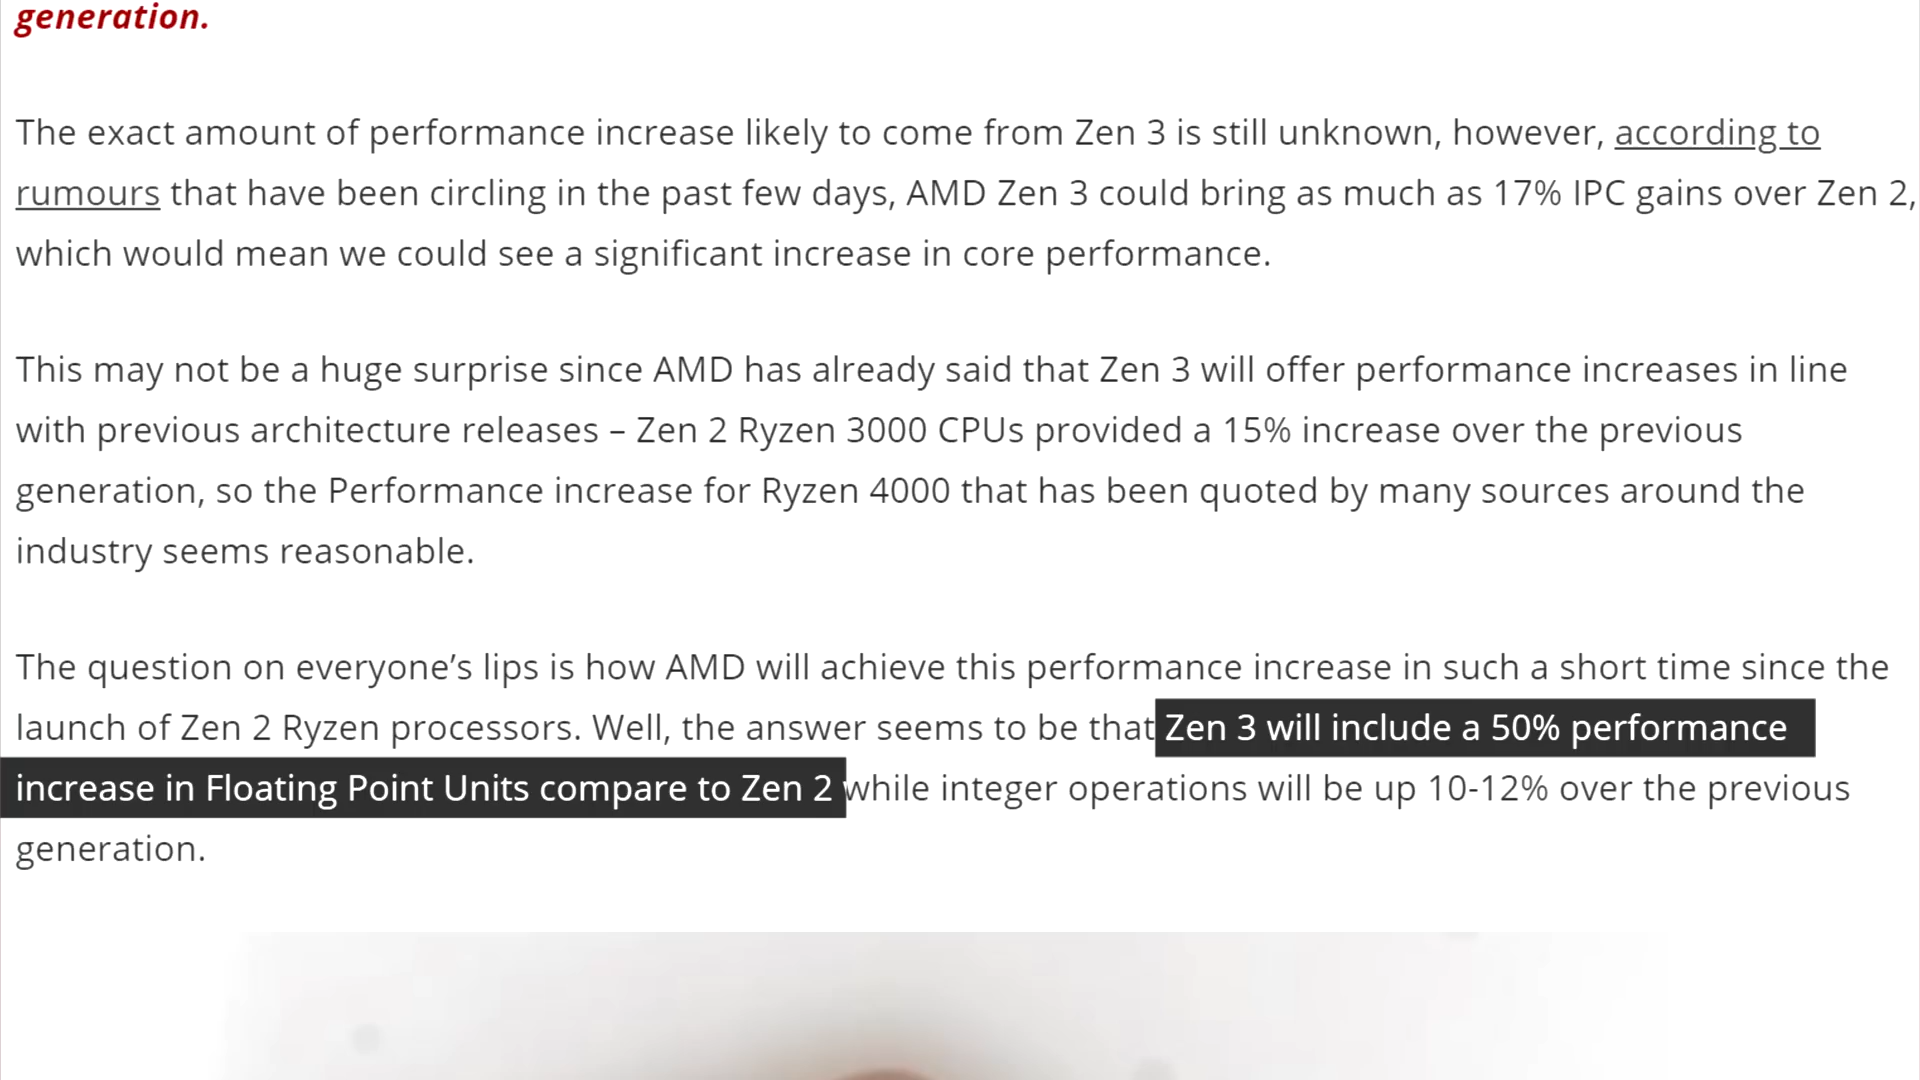 generation.
The exact amount of performance increase likely to come from Zen 3 is still unknown, however, according to
rumours that have been circling in the past few days, AMD Zen 3 could bring as much as 17% IPC gains over Zen 2,
which would mean we could see a significant increase in core performance.
This may not be a huge surprise since AMD has already said that Zen 3 will offer performance increases in line
with previous architecture releases – Zen 2 Ryzen 3000 CPUs provided a 15% increase over the previous
generation, so the Performance increase for Ryzen 4000 that has been quoted by many sources around the
industry seems reasonable.
The question on everyone’s lips is how AMD will achieve this performance increase in such a short time since the
launch of Zen 2 Ryzen processors. Well, the answer seems to be that Zen 3 will include a 50% performance
increase in Floating Point Units compare to Zen 2 while integer operations will be up 10-12% over the previous
generation.